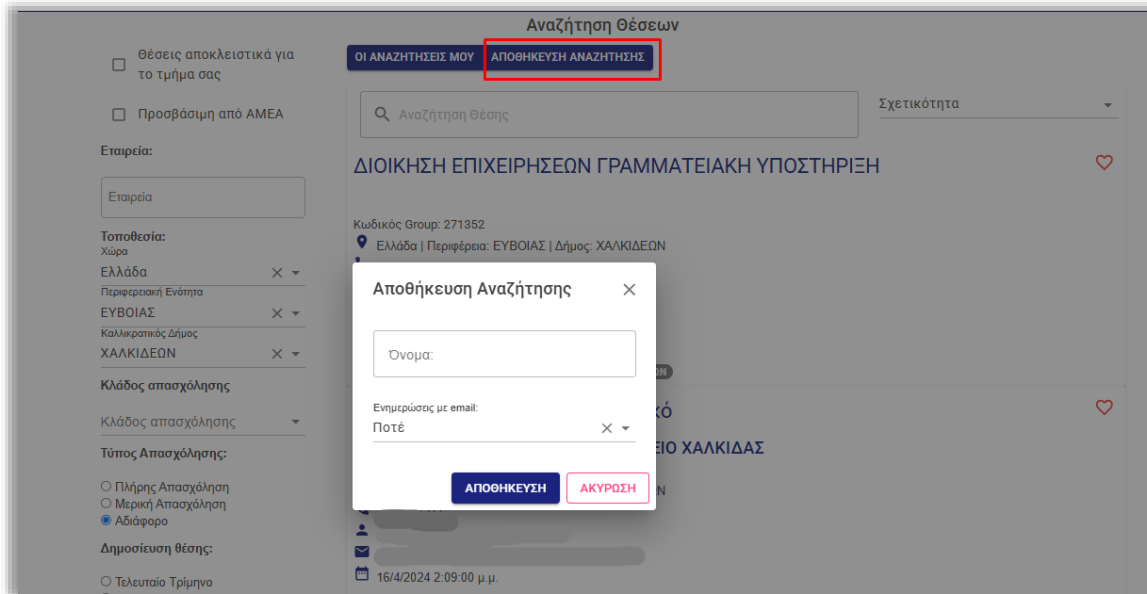 Αναζήτηση Θέσεων
Θέσεις αποκλειστικά για
το τμήμα σας
Προσβάσιμη από ΑΜΕΑ
Εταιρεία:
Εταιρεία
Τοποθεσία:
Χώρα
Ελλάδα
Περιφερειακή Ενότητα
ΕΥΒΟΙΑΣ
Καλλικρατικός Δήμος
ΧΑΛΚΙΔΕΩΝ
Κλάδος απασχόλησης
Κλάδος απασχόλησης
Τύπος Απασχόλησης:
Πλήρης Απασχόληση
Μερική Απασχόληση
Αδιάφορο
Δημοσίευση θέσης:
Τελευταίο Τρίμηνο
ΟΙ ΑΝΑΖΗΤΗΣΕΙΣ ΜΟΥ ΑΠΟΘΗΚΕΥΣΗ ΑΝΑΖΗΤΗΣΗΣ
Αναζήτηση Θέσης
Σχετικότητα
ΔΙΟΙΚΗΣΗ ΕΠΙΧΕΙΡΗΣΕΩΝ ΓΡΑΜΜΑΤΕΙΑΚΗ ΥΠΟΣΤΗΡΙΞΗ
Κωδικός Group: 271352
Ελλάδα | Περιφέρεια: ΕΥΒΟΙΑΣ | Δήμος: ΧΑΛΚΙΔΕΩΝ
Αποθήκευση Αναζήτησης
Όνομα:
Ενημερώσεις με email:
Ποτέ
ΑΠΟΘΗΚΕΥΣΗ ΑΚΥΡΩΣΗ
ΧΑΛΚΙΔΑΣ
16/4/2024 2:09:00 μ.μ.